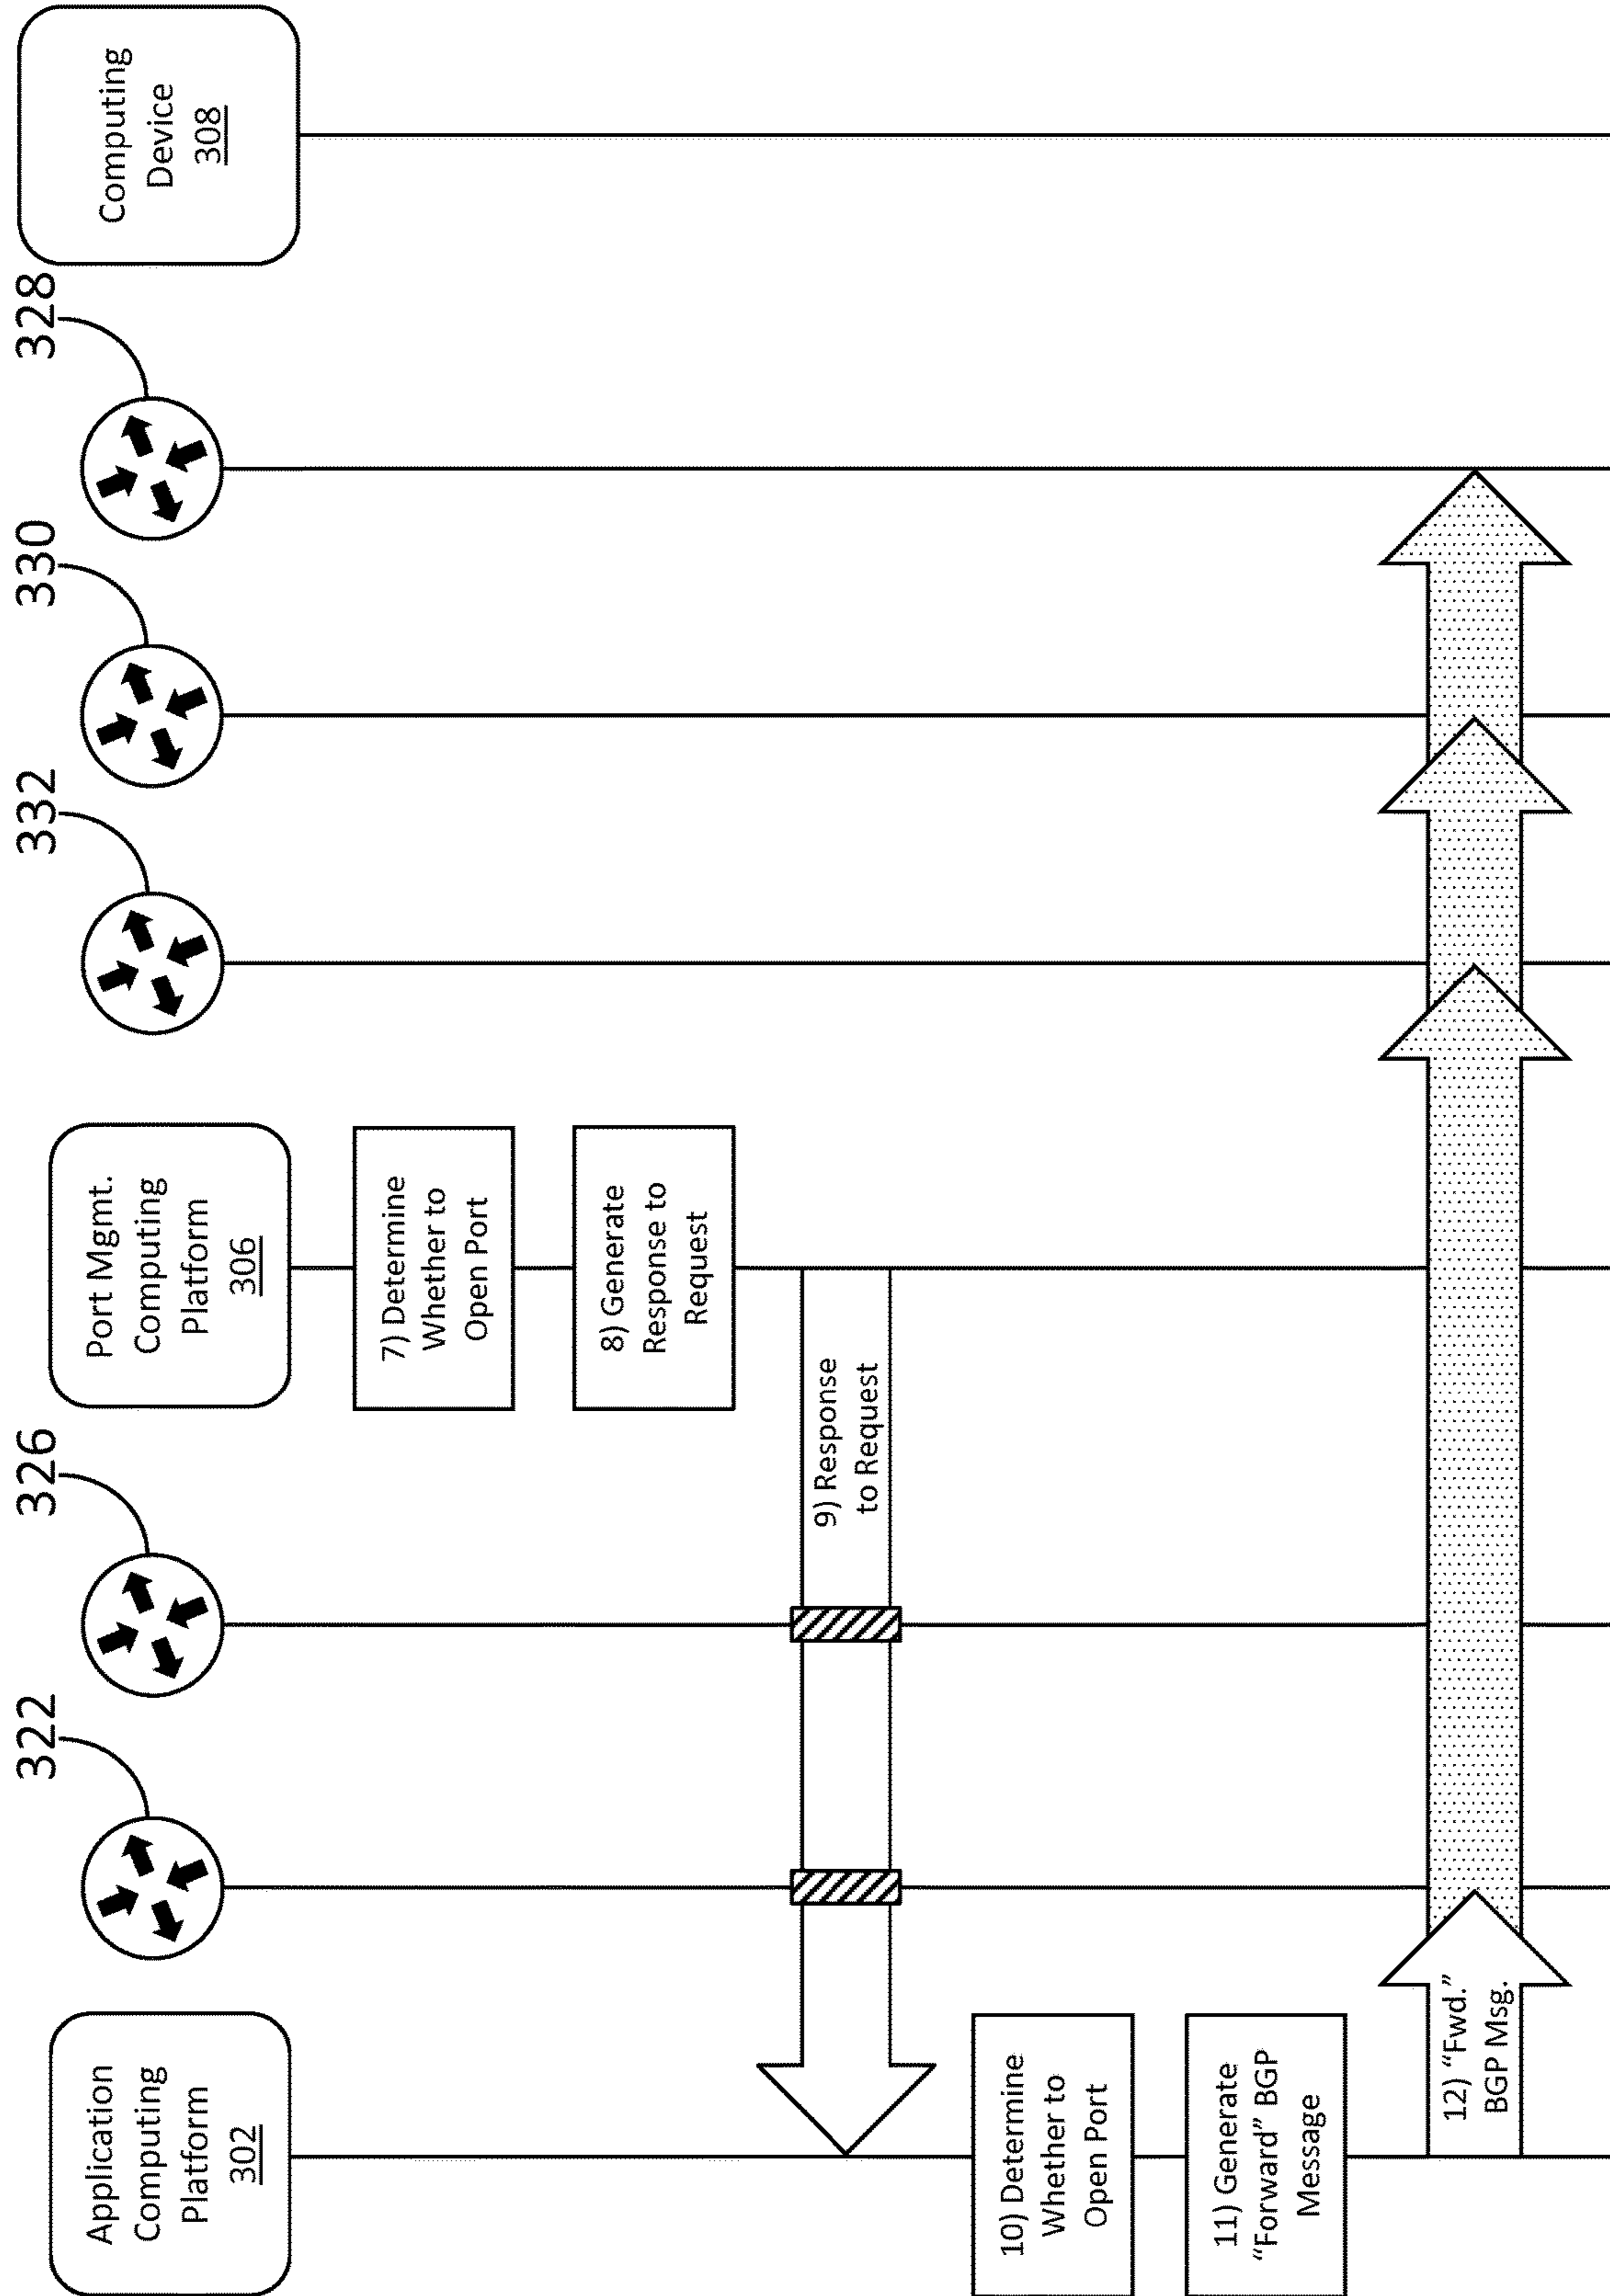 Application
Computing
Platform
302
322
326
Port Mgmt.
Computing
Platform
306
332
330
328
Computing
Device
308
7) Determine
Whether to
Open Port
8) Generate
Response to
Request
9) Response
to Request
10) Determine
Whether to
Open Port
11) Generate
“Forward” BGP
Message
12) “Fwd.”
BGP Msg.